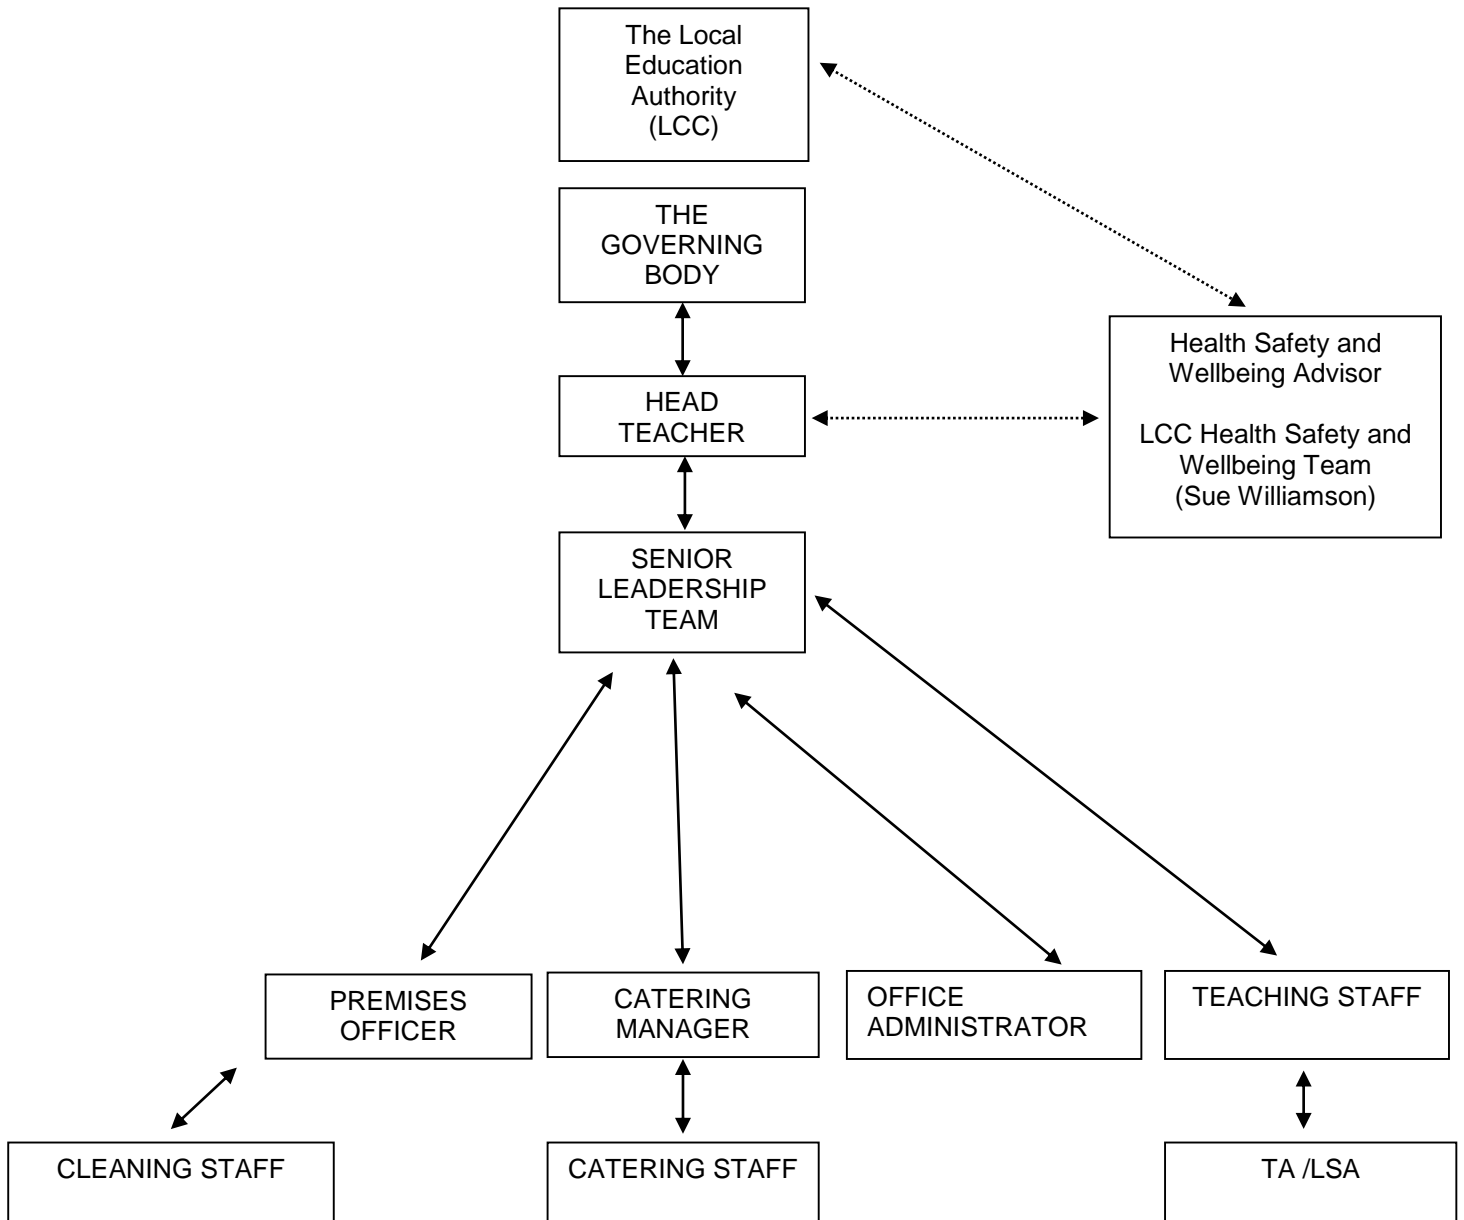 The Local
Education
Authority
(LCC)
THE
GOVERNING
BODY
HEAD
TEACHER
Health Safety and
Wellbeing Advisor
LCC Health Safety and
Wellbeing Team
(Sue Williamson)
SENIOR
LEADERSHIP
TEAM
PREMISES
OFFICER
CATERING
MANAGER
OFFICE
ADMINISTRATOR
TEACHING STAFF
CLEANING STAFF
CATERING STAFF
TA /LSA